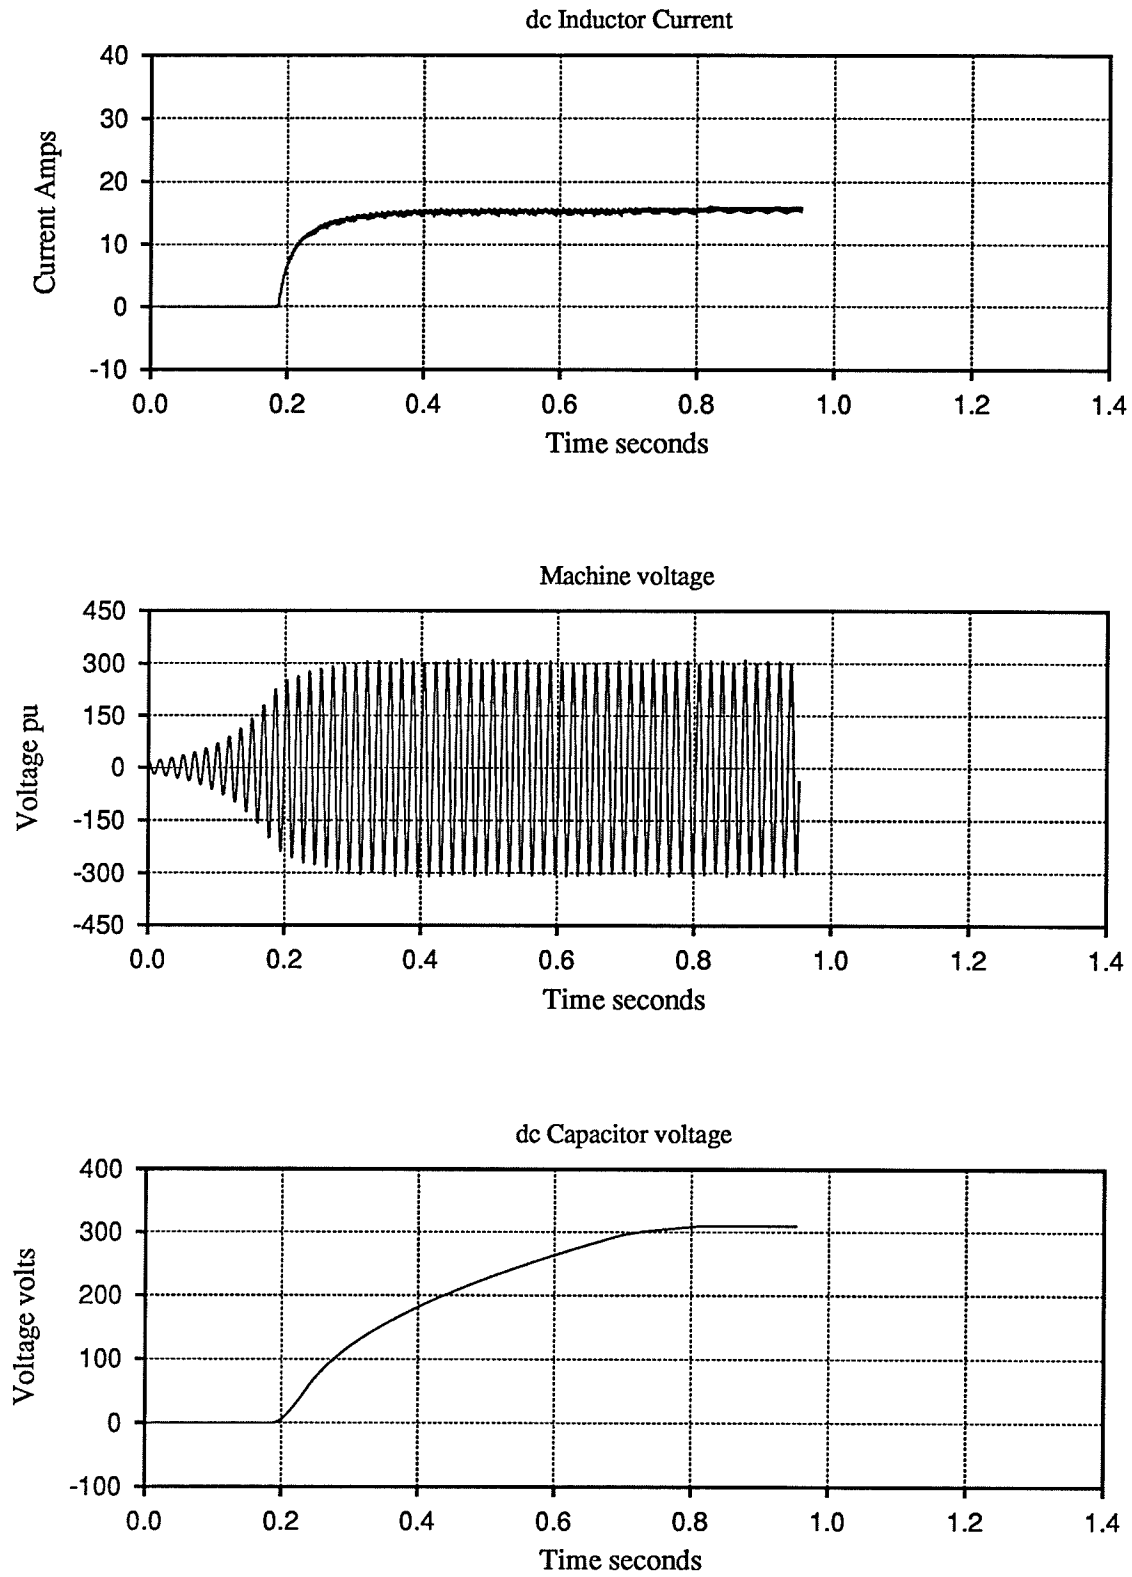 dc Inductor Current
40
30
20
10
0
-10
Current Amps
0.0 0.2 0.4 0.6 0.8 1.0 1.2 1.4
Time seconds
Machine voltage
450
300
150
0
-150
-300
-450
Voltage pu
0.0 0.2 0.4 0.6 0.8 1.0 1.2 1.4
Time seconds
dc Capacitor voltage
400
300
200
100
0
-100
Voltage volts
0.0 0.2 0.4 0.6 0.8 1.0 1.2 1.4
Time seconds